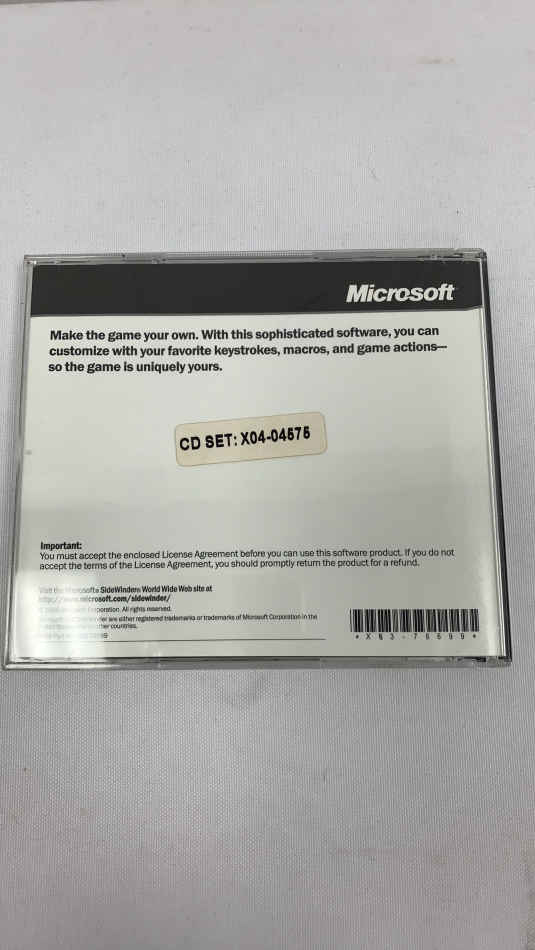 Microsoft
Make the game your own. With this sophisticated software, you can
customize with your favorite keystrokes, macros, and game actions—
so the game is uniquely yours.
CD SET: X04-04575
Important:
You must accept the enclosed License Agreement before you can use this software product. If you do not
accept the terms of the License Agreement, you should promptly return the product for a refund.
Visit the Microsoft® SideWinder® World Wide Web site at
http://www.microsoft.com/sidewinder/
Corporation. All rights reserved.
are either registered trademarks or trademarks of Microsoft Corporation in the
other countries.
*X03-76699*